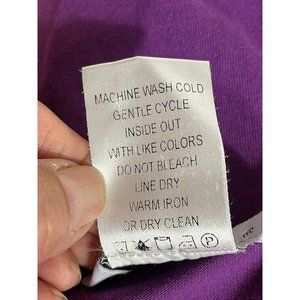 MACHINE WASH COLD
GENTLE CYCLE
INSIDE OUT
WITH LIKE COLORS
DO NOT BLEACH
LINE DRY
WARM IRON
OR DRY CLEAN
P